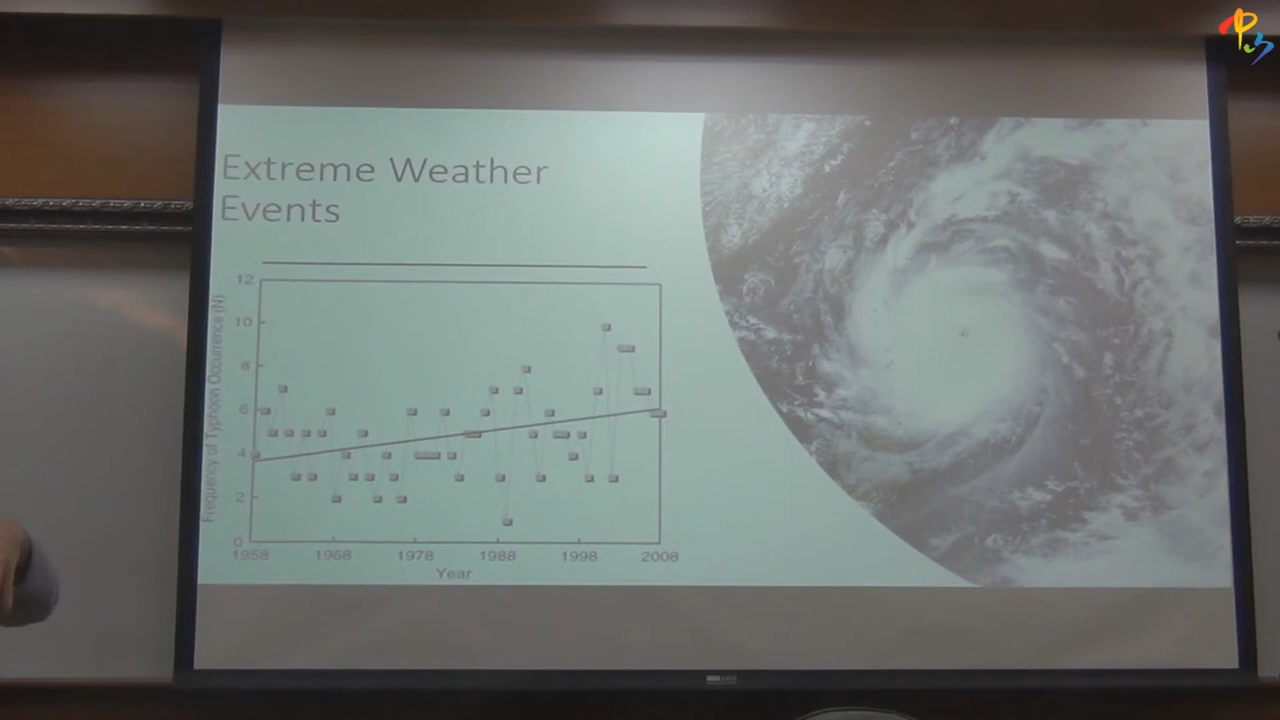 Extreme Weather
Events
Frequency of Typhoon Occurrence (N)
12
10
8
6
4
2
0
1958 1968 1978 1988 1998 2008
Year